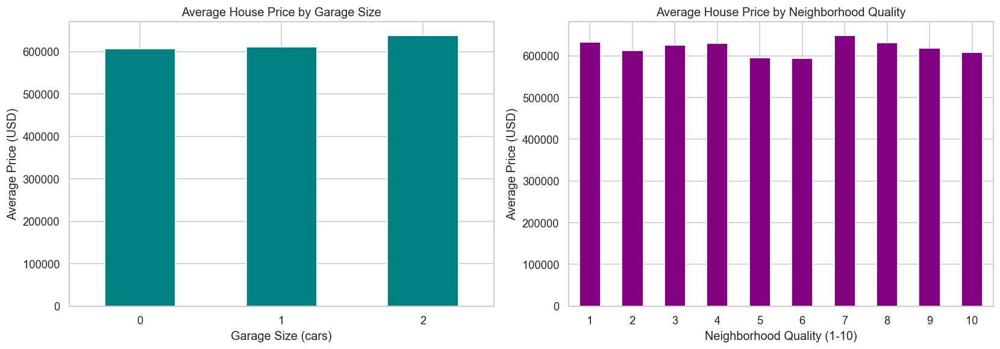 Average House Price by Garage Size
600000
500000
400000
300000
200000
100000
0
Average Price (USD)
0 1 2
Garage Size (cars)
Average House Price by Neighborhood Quality
600000
500000
400000
300000
200000
100000
0
Average Price (USD)
1 2 3 4 5 6 7 8 9 10
Neighborhood Quality (1-10)